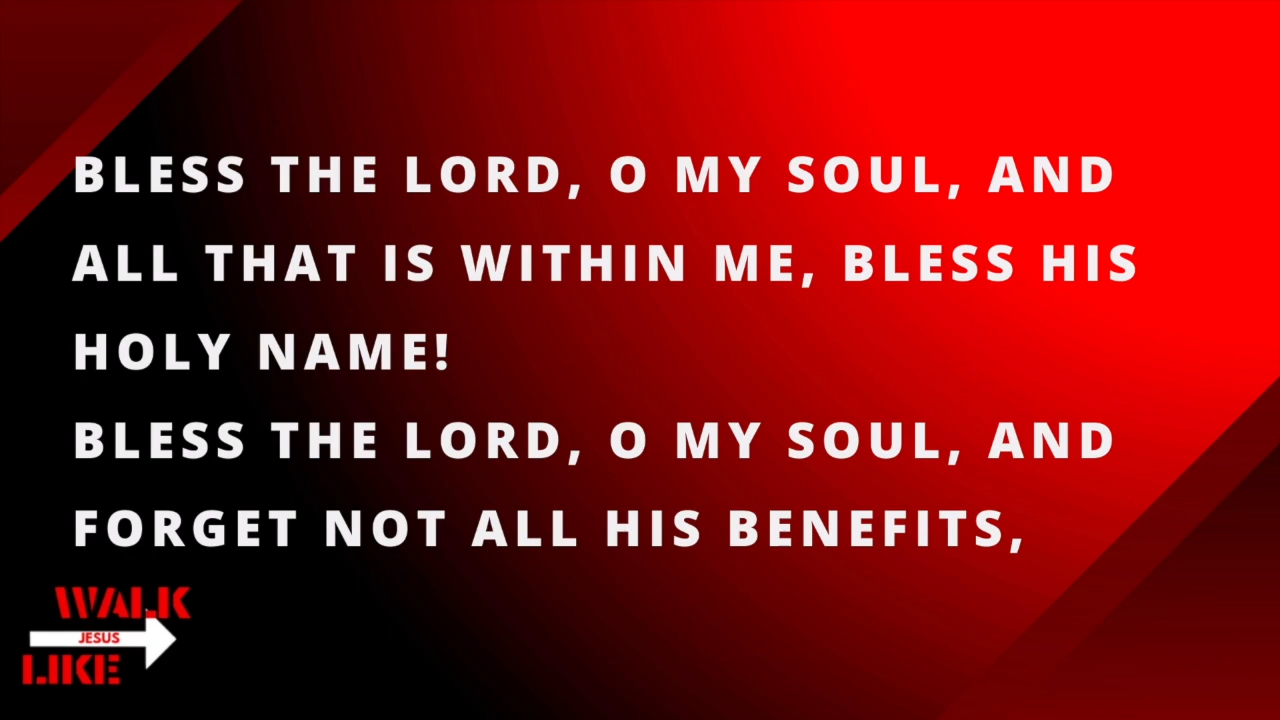 BLESS THE LORD, O MY SOUL, AND
ALL THAT IS WITHIN ME, BLESS HIS
HOLY NAME!
BLESS THE LORD, O MY SOUL, AND
FORGET NOT ALL HIS BENEFITS,
WALK
JESUS
LIKE